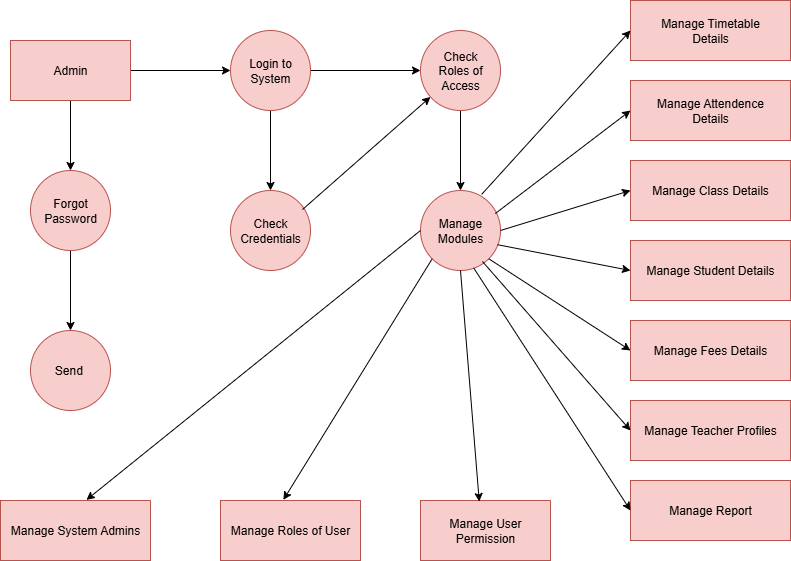 Admin
Login to
System
Check
Roles of
Access
Manage Timetable
Details
Manage Attendence
Details
Manage Class Details
Forgot
Password
Check
Credentials
Manage
Modules
Manage Student Details
Manage Fees Details
Send
Manage Teacher Profiles
Manage Report
Manage System Admins
Manage Roles of User
Manage User
Permission